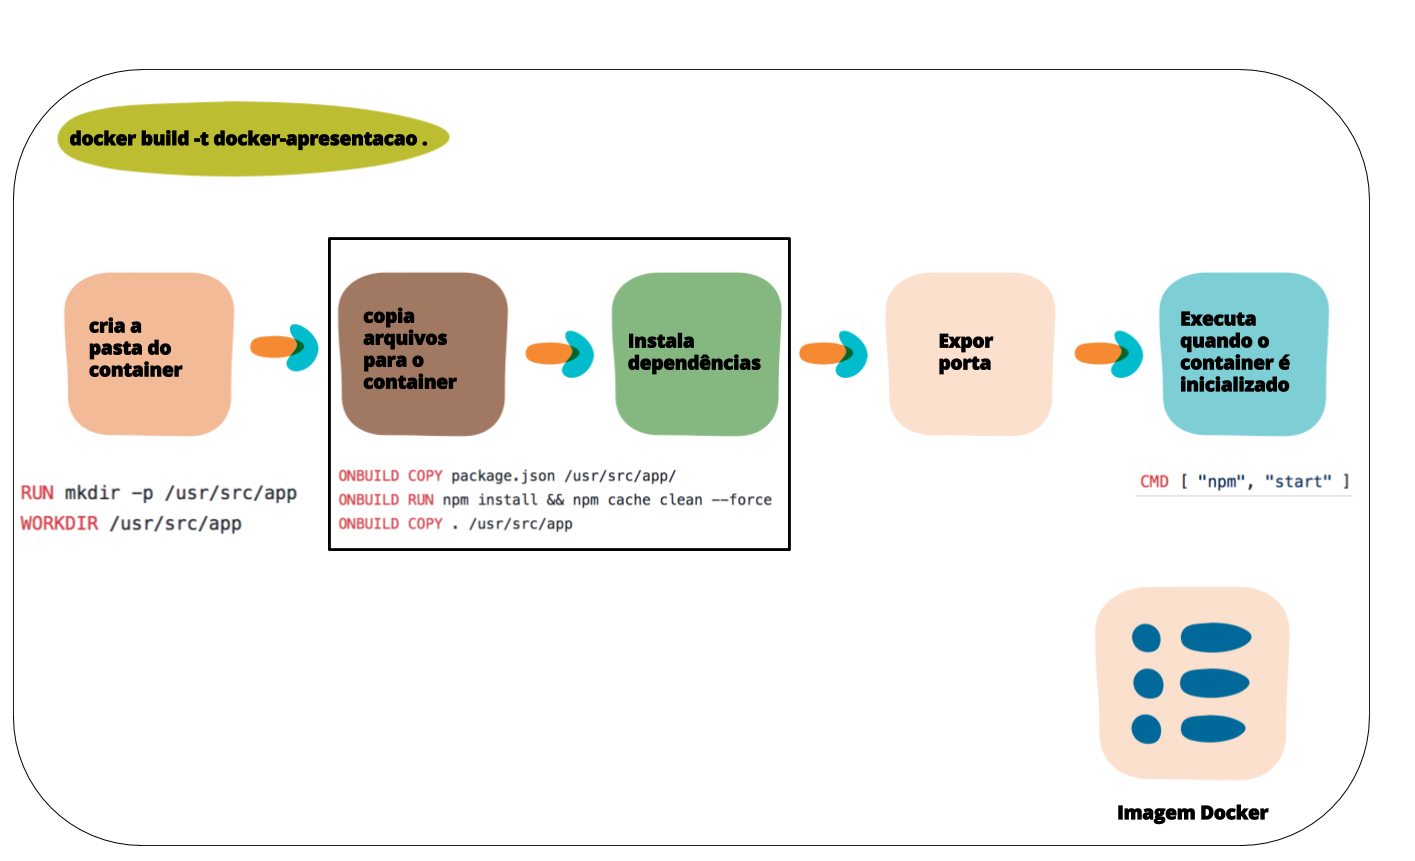 docker build -t docker-apresentacao .
cria a
pasta do
container
copia
arquivos
para o
container
Instala
dependências
Expor
porta
Executa
quando o
container é
inicializado
RUN mkdir -p /usr/src/app
WORKDIR /usr/src/app
ONBUILD COPY package.json /usr/src/app/
ONBUILD RUN npm install && npm cache clean --force
ONBUILD COPY . /usr/src/app
CMD [ "npm", "start" ]
Imagem Docker